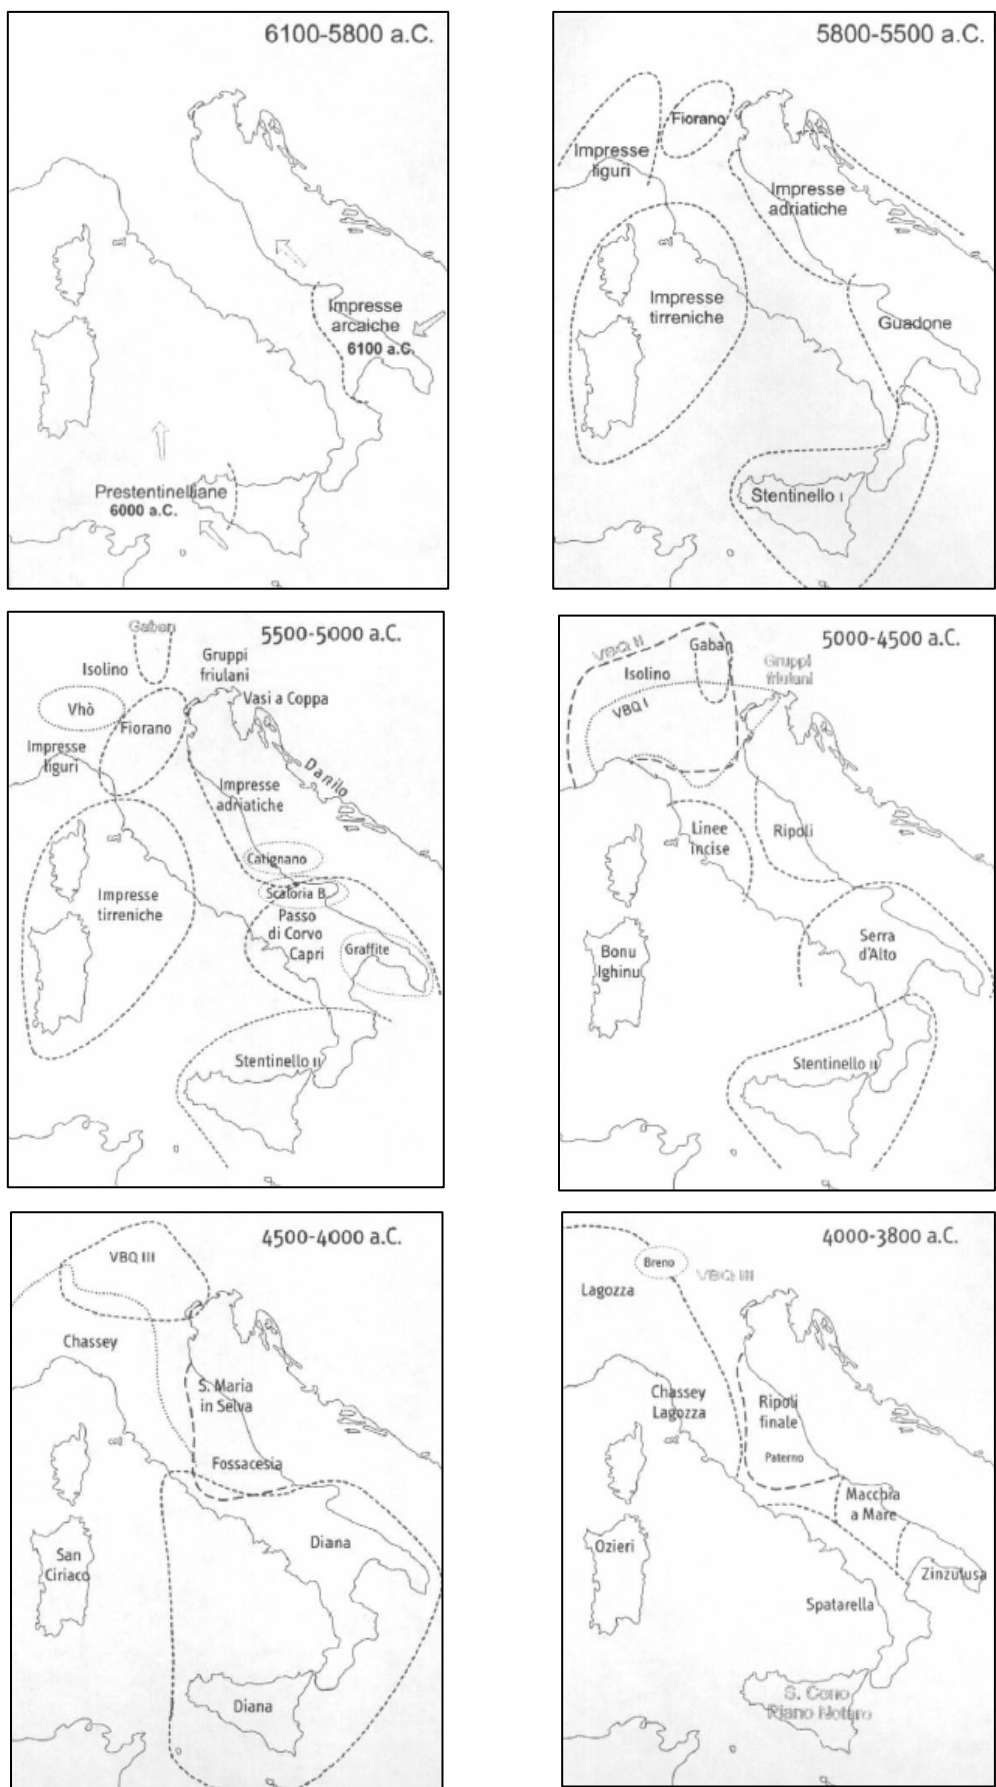 6100-5800 a.C.
Impresse
arcaiche
6100 a.C.
Prestentinelliane
6000 a.C.
5800-5500 a.C.
Fiorano
Impresse
liguri
Impresse
adriatiche
Impresse
tirreniche
Guadone
Stentinello I
5500-5000 a.C.
Gaban
Isolino
Gruppi
friulani
Vhò
Fiorano
Vasi a Coppa
Impresse
liguri
Danilo
Impresse
adriatiche
Catignano
Scaloria B
Impresse
tirreniche
Passo
di Corvo
Capri
Graffite
Stentinello II
5000-4500 a.C.
VBQ II
Gaban
Isolino
Gruppi
friulani
VBQ I
Linee
incise
Ripoli
Bonu
Ighinu
Serra
d'Alto
Stentinello II
4500-4000 a.C.
VBQ III
Chassey
S. Maria
in Selva
Fossacesia
San
Ciriaco
Diana
Diana
4000-3800 a.C.
Breno
VBQ III
Lagozza
Chassey
Lagozza
Ripoli
finale
Paterno
Macchia
a Mare
Ozieri
Zinzulusa
Spatarella
S. Cono
Piano Notaro